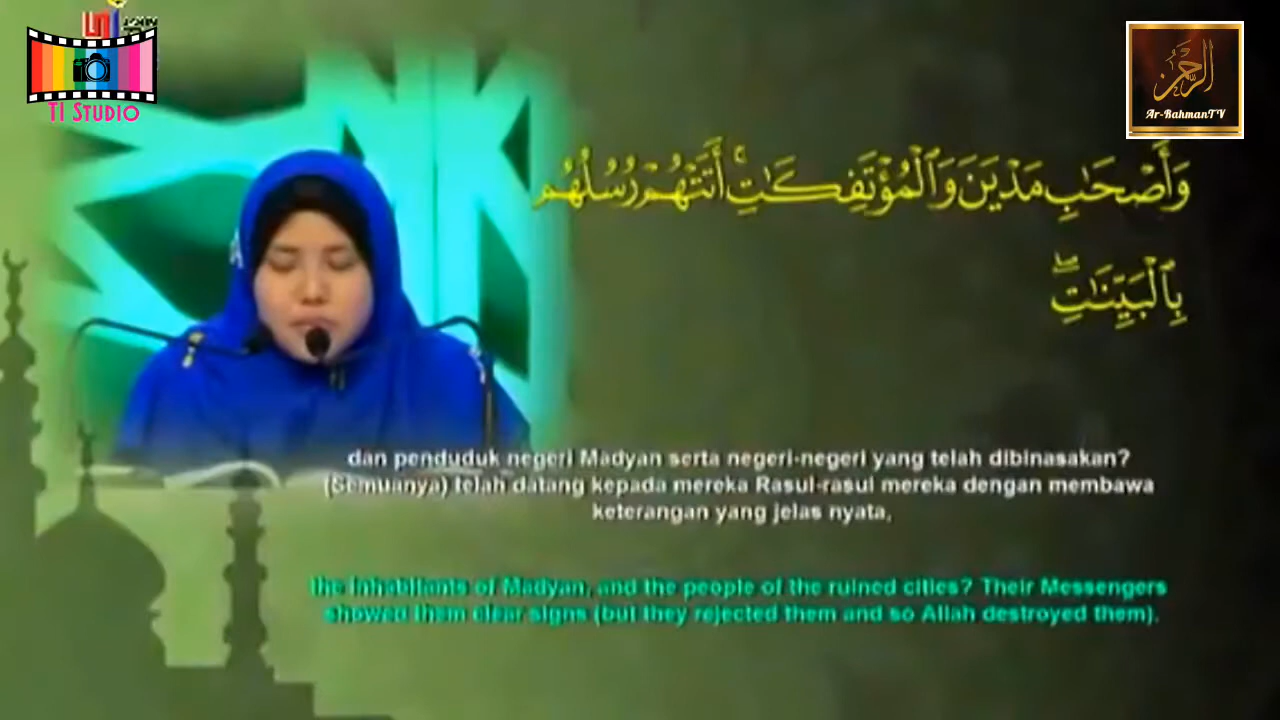 TI STUDIO
الرحمن
Ar-RahmanTV
وَأَصْحَٰبِ مَدْيَنَ وَٱلْمُؤْتَفِكَٰتِ ۚ أَتَتْهُمْ رُسُلُهُم
بِٱلْبَيِّنَٰتِ ۖ
dan penduduk negeri Madyan serta negeri-negeri yang telah dibinasakan?
(Semuanya) telah datang kepada mereka Rasul-rasul mereka dengan membawa
keterangan yang jelas nyata,
the inhabitants of Madyan, and the people of the ruined cities? Their Messengers
showed them clear signs (but they rejected them and so Allah destroyed them).